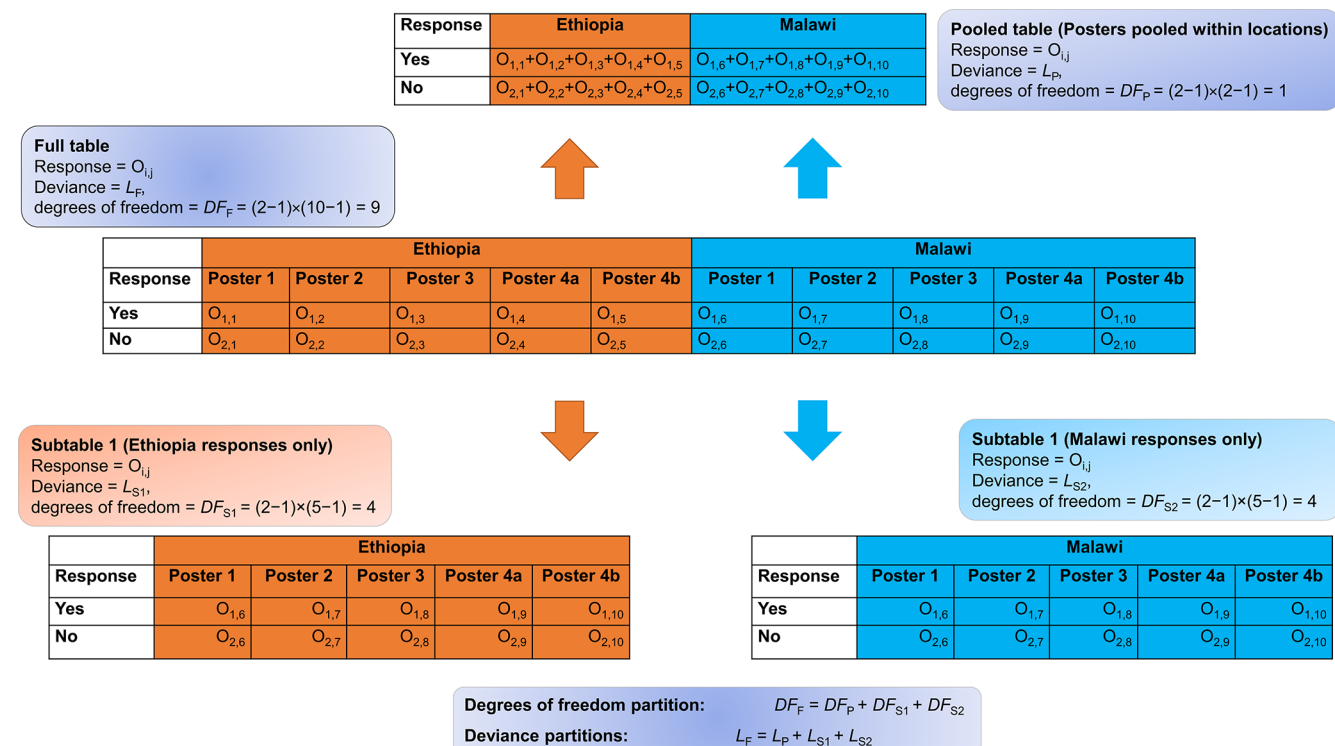 Response Ethiopia Malawi
Yes O1,1+O1,2+O1,3+O1,4+O1,5 O1,6+O1,7+O1,8+O1,9+O1,10
No O2,1+O2,2+O2,3+O2,4+O2,5 O2,6+O2,7+O2,8+O2,9+O2,10
Pooled table (Posters pooled within locations)
Response = Oi,j
Deviance = LP,
degrees of freedom = DFP = (2−1)×(2−1) = 1
Full table
Response = Oi,j
Deviance = LF,
degrees of freedom = DFF = (2−1)×(10−1) = 9
Ethiopia Malawi
Response Poster 1 Poster 2 Poster 3 Poster 4a Poster 4b Poster 1 Poster 2 Poster 3 Poster 4a Poster 4b
Yes O1,1 O1,2 O1,3 O1,4 O1,5 O1,6 O1,7 O1,8 O1,9 O1,10
No O2,1 O2,2 O2,3 O2,4 O2,5 O2,6 O2,7 O2,8 O2,9 O2,10
Subtable 1 (Ethiopia responses only)
Response = Oi,j
Deviance = LS1,
degrees of freedom = DFS1 = (2−1)×(5−1) = 4
Subtable 1 (Malawi responses only)
Response = Oi,j
Deviance = LS2,
degrees of freedom = DFS2 = (2−1)×(5−1) = 4
Ethiopia
Response Poster 1 Poster 2 Poster 3 Poster 4a Poster 4b
Yes O1,6 O1,7 O1,8 O1,9 O1,10
No O2,6 O2,7 O2,8 O2,9 O2,10
Malawi
Response Poster 1 Poster 2 Poster 3 Poster 4a Poster 4b
Yes O1,6 O1,7 O1,8 O1,9 O1,10
No O2,6 O2,7 O2,8 O2,9 O2,10
Degrees of freedom partition: DFF = DFP + DFS1 + DFS2
Deviance partitions: LF = LP + LS1 + LS2